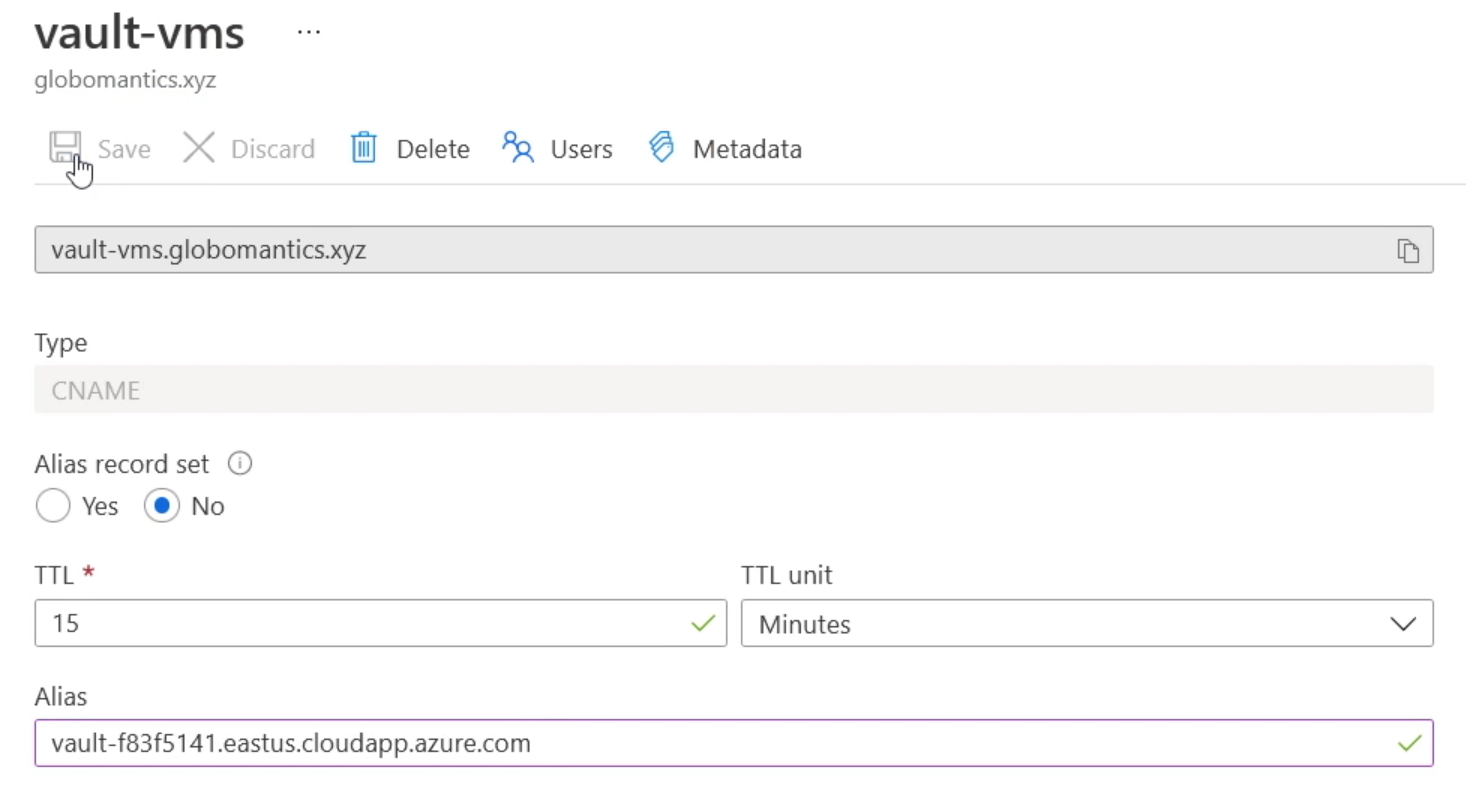 vault-vms ...
globomantics.xyz
Save Discard Delete Users Metadata
vault-vms.globomantics.xyz
Type
CNAME
Alias record set
Yes No
TTL * TTL unit
15 Minutes
Alias
vault-f83f5141.eastus.cloudapp.azure.com